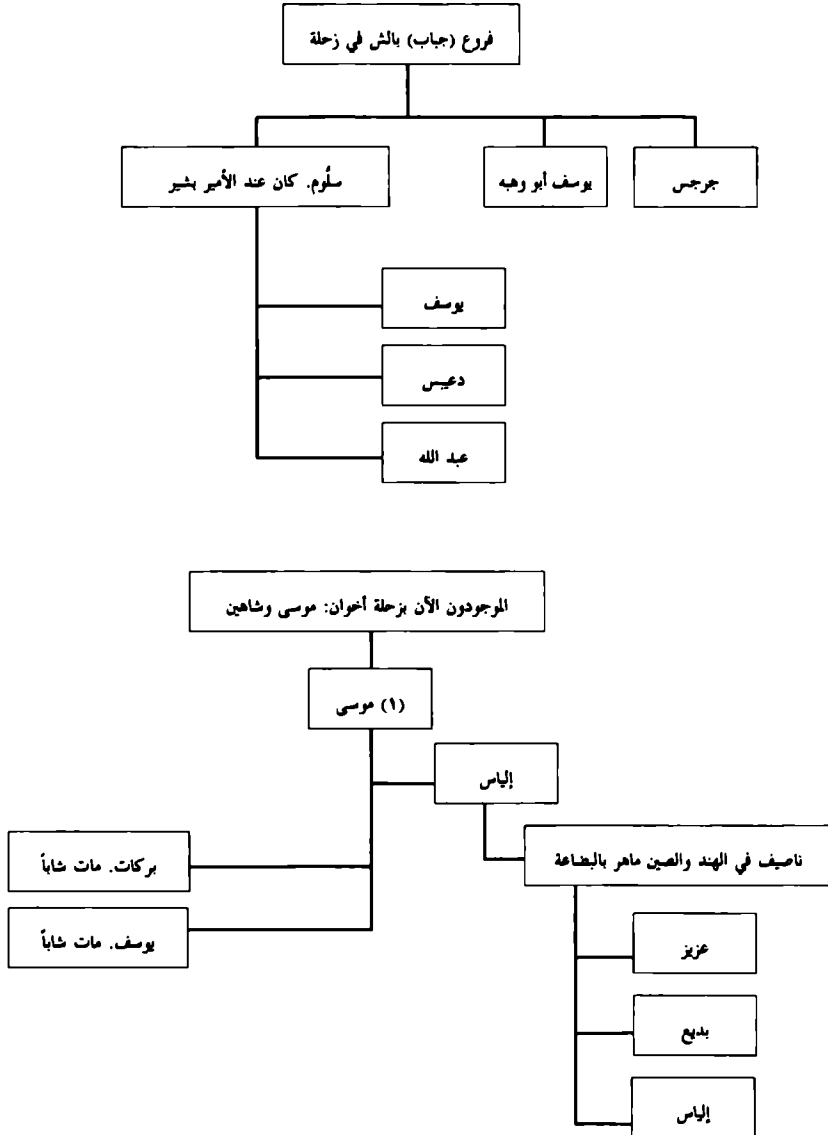 فروع (جباب) بالش في زحلة
جرجس
يوسف أبو وهبه
سلُّوم. كان عند الأمير بشير
يوسف
دعيبس
عبد الله
الموجودون الآن بزحلة أخوان: موسى وشاهين
(١) موسى
إلياس
ناصيف في الهند والصين ماهر بالبضاعة
بركات. مات شاباً
يوسف. مات شاباً
عزيز
بديع
إلياس